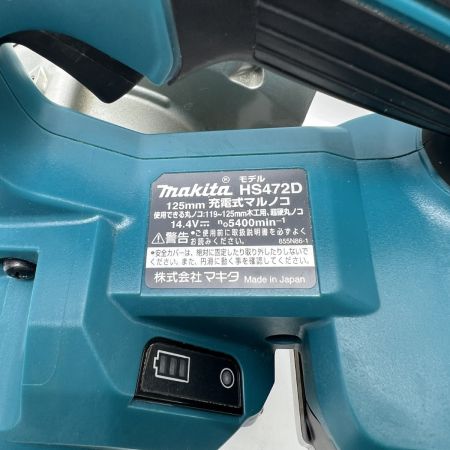 モデル
makita® HS472D
125mm 充電式マルノコ
使用できる丸ノコ:119~125mm木工用、超硬丸ノコ
14.4V⎓ n₀5400min⁻¹
⚠警告 •ご使用前に取扱説明書を必ずよく
お読みください。 855N86-1
•安全カバーは、絶対に固定したり取り外したりしないで
ください。また、円滑に動く事を確認してください。
株式会社マキタ Made in Japan